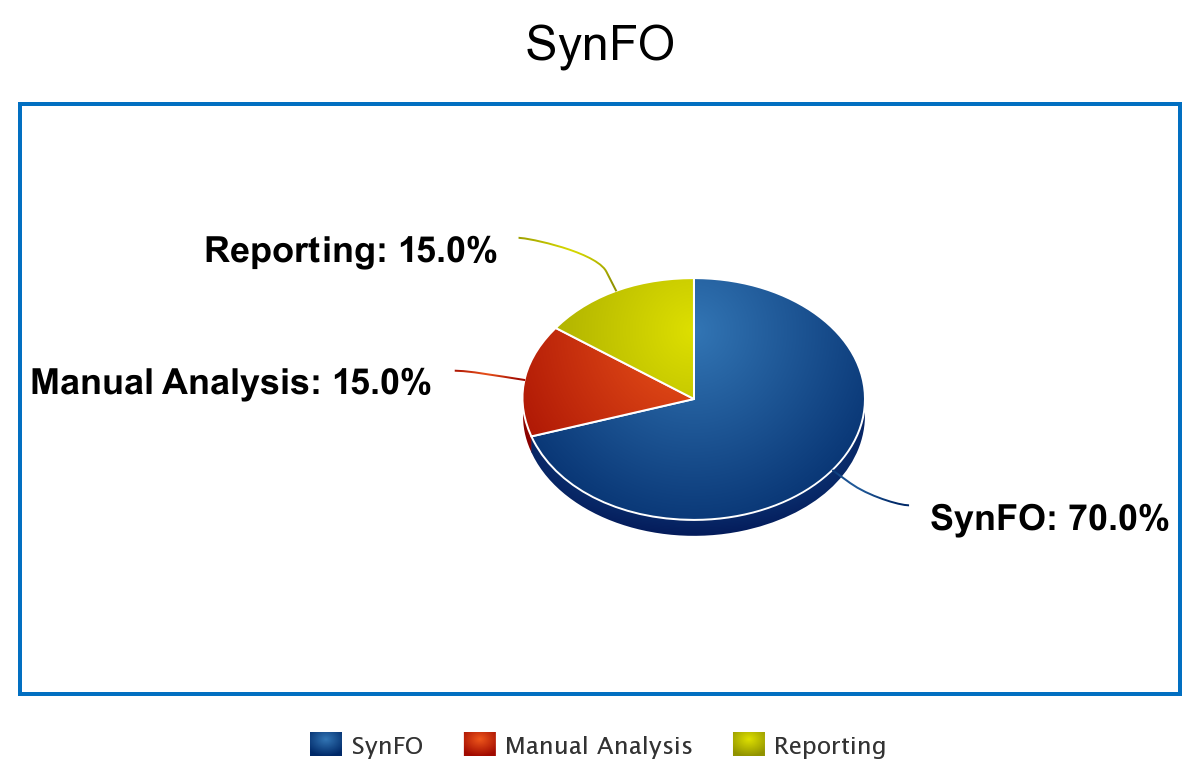 SynFO
Reporting: 15.0%
Manual Analysis: 15.0%
SynFO: 70.0%
SynFO
Manual Analysis
Reporting